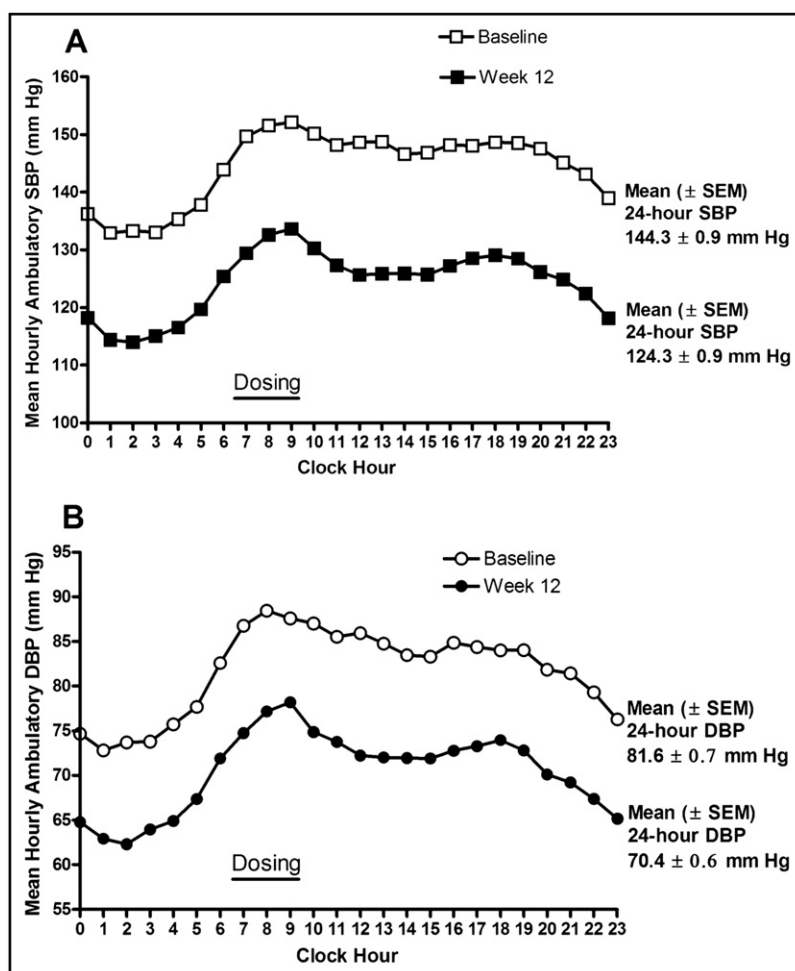 A
Baseline
Week 12
Mean Hourly Ambulatory SBP (mm Hg)
160
150
140
130
120
110
100
Mean (± SEM)
24-hour SBP
144.3 ± 0.9 mm Hg
Mean (± SEM)
24-hour SBP
124.3 ± 0.9 mm Hg
Dosing
0 1 2 3 4 5 6 7 8 9 10 11 12 13 14 15 16 17 18 19 20 21 22 23
Clock Hour
B
Baseline
Week 12
Mean Hourly Ambulatory DBP (mm Hg)
95
90
85
80
75
70
65
60
55
Mean (± SEM)
24-hour DBP
81.6 ± 0.7 mm Hg
Mean (± SEM)
24-hour DBP
70.4 ± 0.6 mm Hg
Dosing
0 1 2 3 4 5 6 7 8 9 10 11 12 13 14 15 16 17 18 19 20 21 22 23
Clock Hour